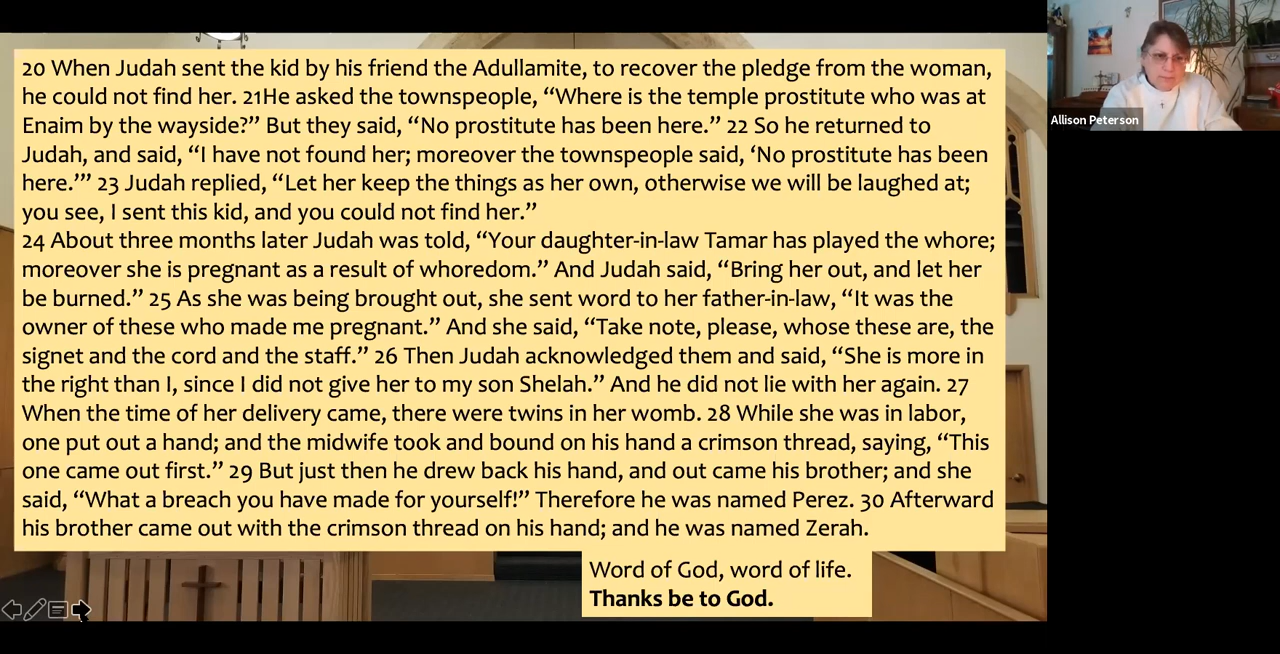 20 When Judah sent the kid by his friend the Adullamite, to recover the pledge from the woman,
he could not find her. 21He asked the townspeople, “Where is the temple prostitute who was at
Enaim by the wayside?” But they said, “No prostitute has been here.” 22 So he returned to
Judah, and said, “I have not found her; moreover the townspeople said, ‘No prostitute has been
here.’” 23 Judah replied, “Let her keep the things as her own, otherwise we will be laughed at;
you see, I sent this kid, and you could not find her.”
24 About three months later Judah was told, “Your daughter-in-law Tamar has played the whore;
moreover she is pregnant as a result of whoredom.” And Judah said, “Bring her out, and let her
be burned.” 25 As she was being brought out, she sent word to her father-in-law, “It was the
owner of these who made me pregnant.” And she said, “Take note, please, whose these are, the
signet and the cord and the staff.” 26 Then Judah acknowledged them and said, “She is more in
the right than I, since I did not give her to my son Shelah.” And he did not lie with her again. 27
When the time of her delivery came, there were twins in her womb. 28 While she was in labor,
one put out a hand; and the midwife took and bound on his hand a crimson thread, saying, “This
one came out first.” 29 But just then he drew back his hand, and out came his brother; and she
said, “What a breach you have made for yourself!” Therefore he was named Perez. 30 Afterward
his brother came out with the crimson thread on his hand; and he was named Zerah.
Word of God, word of life.
Thanks be to God.
Allison Peterson